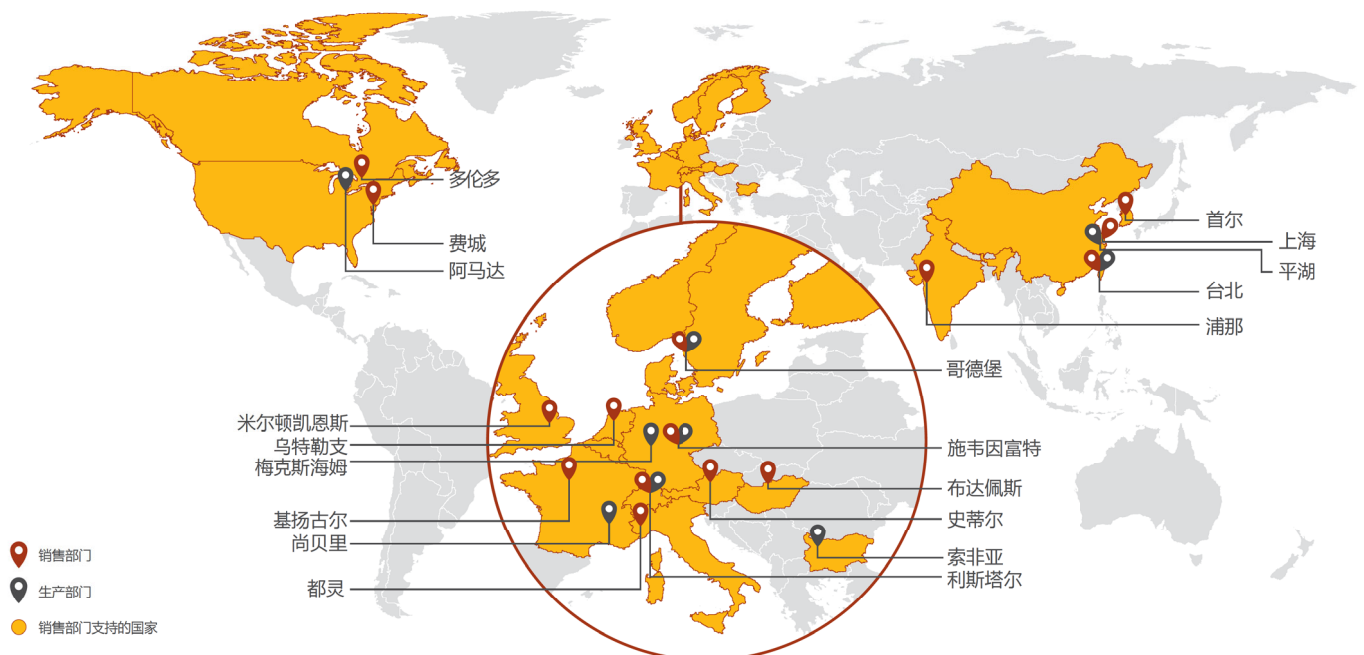 多伦多
费城
阿马达
首尔
上海
平湖
台北
浦那
哥德堡
米尔顿凯恩斯
乌特勒支
梅克斯海姆
施韦因富特
布达佩斯
基扬古尔
史蒂尔
尚贝里
索非亚
都灵
利斯塔尔
销售部门
生产部门
销售部门支持的国家